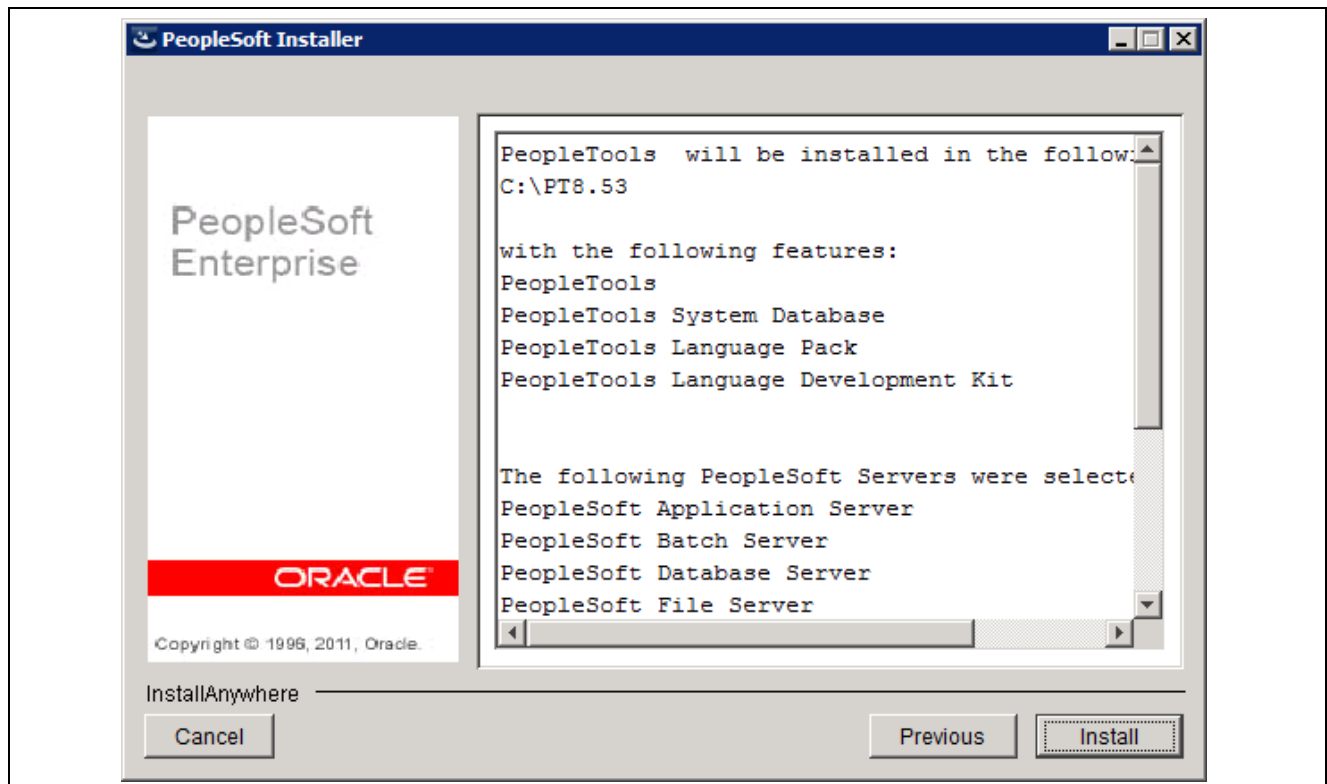 PeopleSoft Installer
PeopleSoft
Enterprise
ORACLE
Copyright © 1996, 2011, Oracle.
PeopleTools  will be installed in the
C:\PT8.53
with the following features:
PeopleTools
PeopleTools System Database
PeopleTools Language Pack
PeopleTools Language Development Kit
The following PeopleSoft Servers were
PeopleSoft Application Server
PeopleSoft Batch Server
PeopleSoft Database Server
PeopleSoft File Server
InstallAnywhere
Cancel
Previous
Install